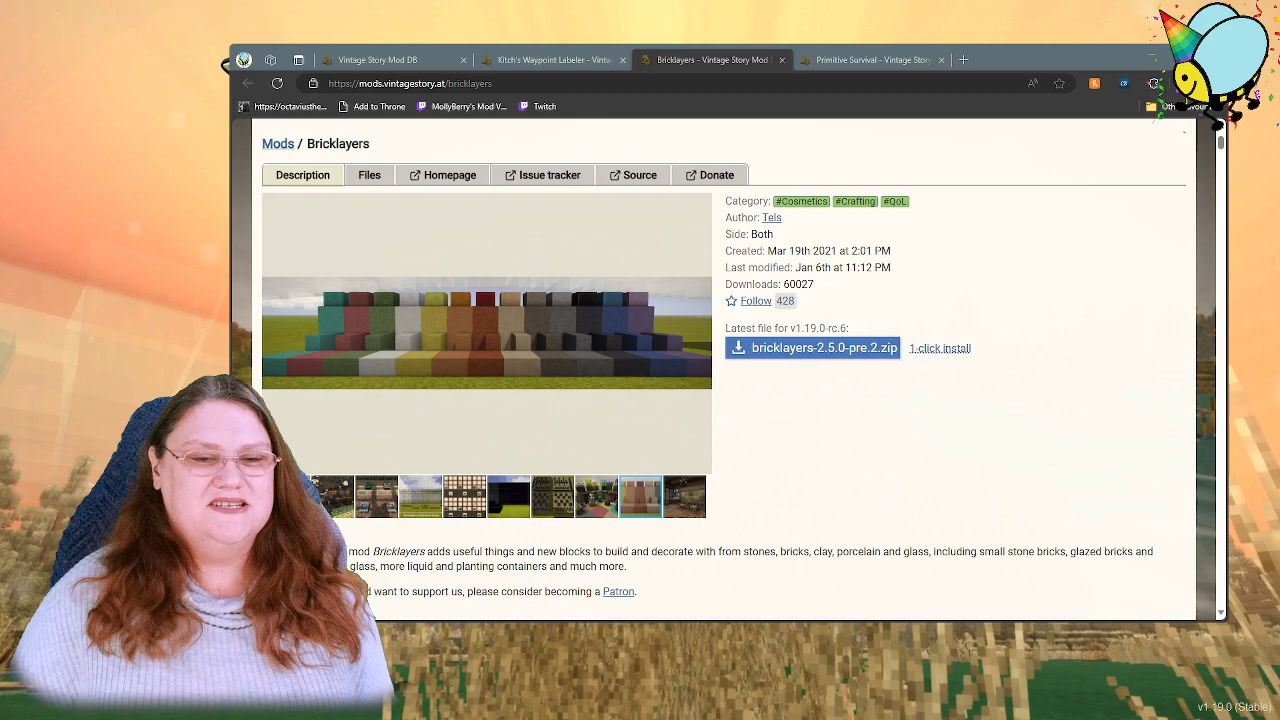 Vintage Story Mod DB
Kitch's Waypoint Labeler - Vinta
Bricklayers - Vintage Story Mod
Primitive Survival - Vintage Story
https://mods.vintagestory.at/bricklayers
https://octaviusthe...
Add to Throne
MollyBerry's Mod V...
Twitch
Mods / Bricklayers
Description
Files
Homepage
Issue tracker
Source
Donate
Category: #Cosmetics #Crafting #QoL
Author: Tels
Side: Both
Created: Mar 19th 2021 at 2:01 PM
Last modified: Jan 6th at 11:12 PM
Downloads: 60027
Follow 428
Latest file for v1.19.0-rc.6:
bricklayers-2.5.0-pre.2.zip 1-click install
mod Bricklayers adds useful things and new blocks to build and decorate with from stones, bricks, clay, porcelain and glass, including small stone bricks, glazed bricks and
glass, more liquid and planting containers and much more.
want to support us, please consider becoming a Patron.
v1.19.0 (Stable)